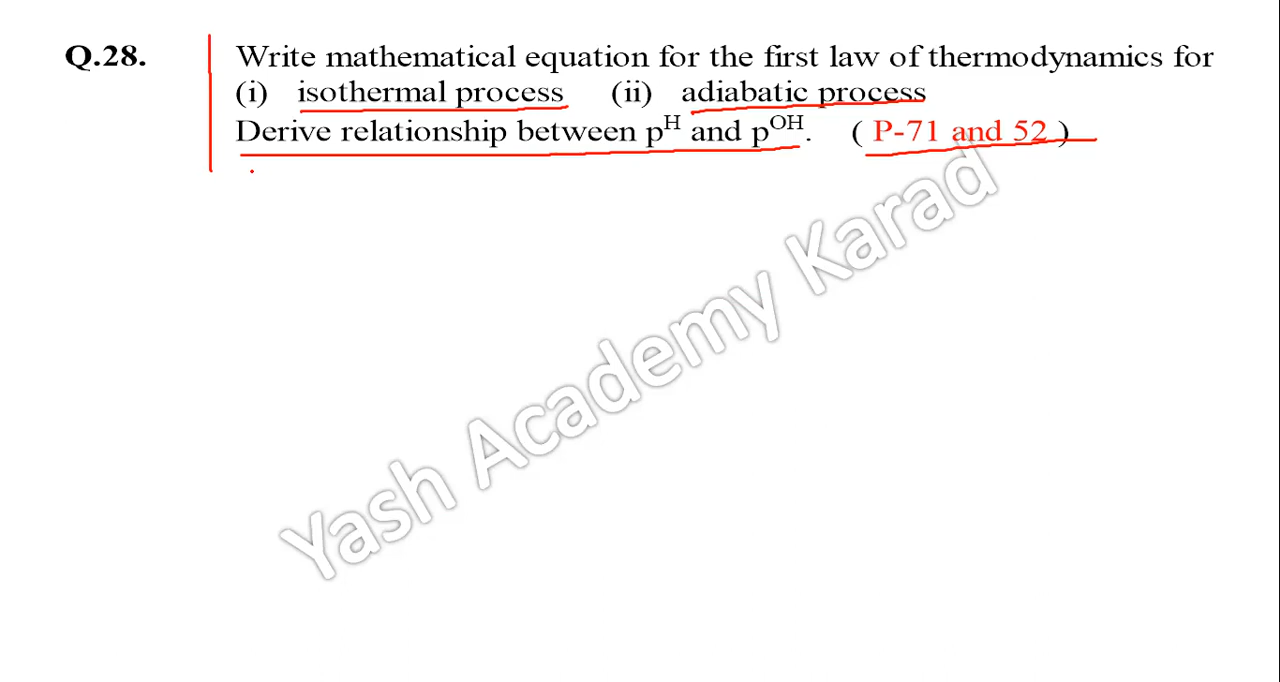 Q.28. Write mathematical equation for the first law of thermodynamics for
(i) isothermal process (ii) adiabatic process
Derive relationship between pᴴ and pᴼᴴ. ( P-71 and 52 )
Yash Academy Karad